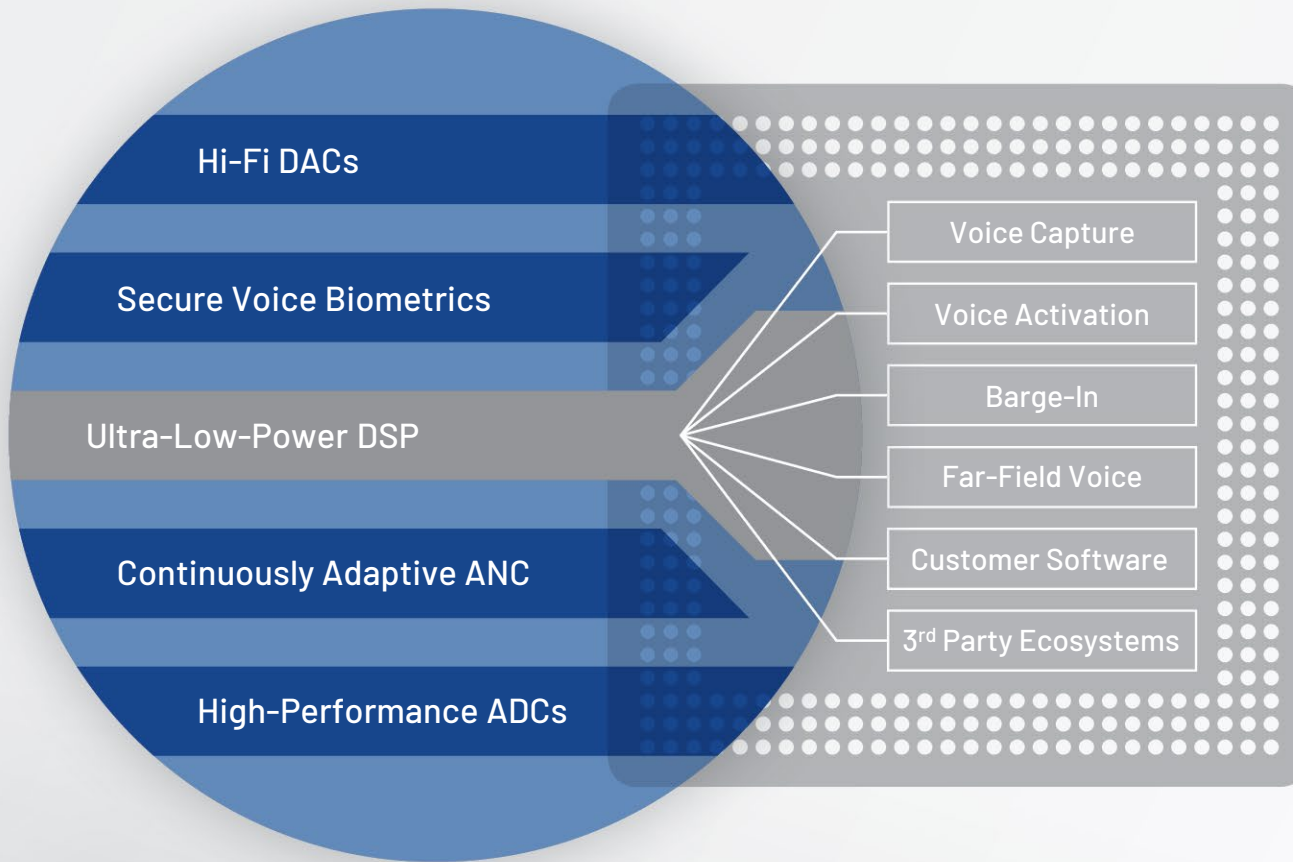 Hi-Fi DACs
Secure Voice Biometrics
Ultra-Low-Power DSP
Continuously Adaptive ANC
High-Performance ADCs
Voice Capture
Voice Activation
Barge-In
Far-Field Voice
Customer Software
3rd Party Ecosystems